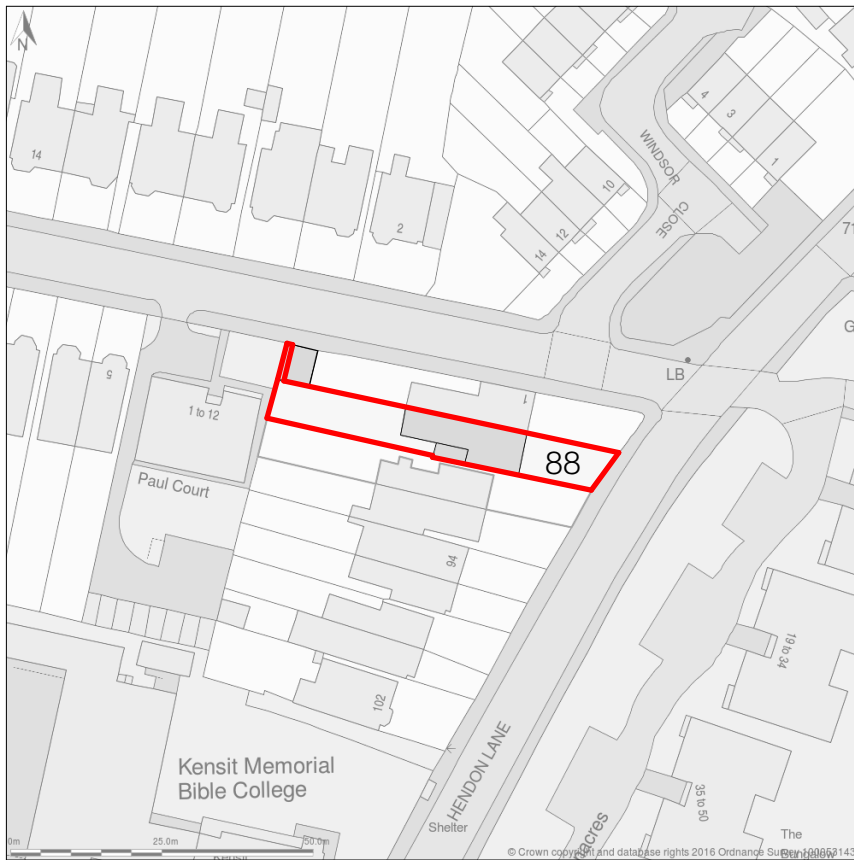 N
14
2
4
3
1
WINDSOR
CLOSE
10
12
14
71
G
LB
5
1 to 12
Paul Court
1
88
94
102
19 to 34
35 to 50
HENDON LANE
Kensit Memorial
Bible College
Shelter
The
Bungalow
0m
25.0m
50.0m
© Crown copyright and database rights 2016 Ordnance Survey 100053143